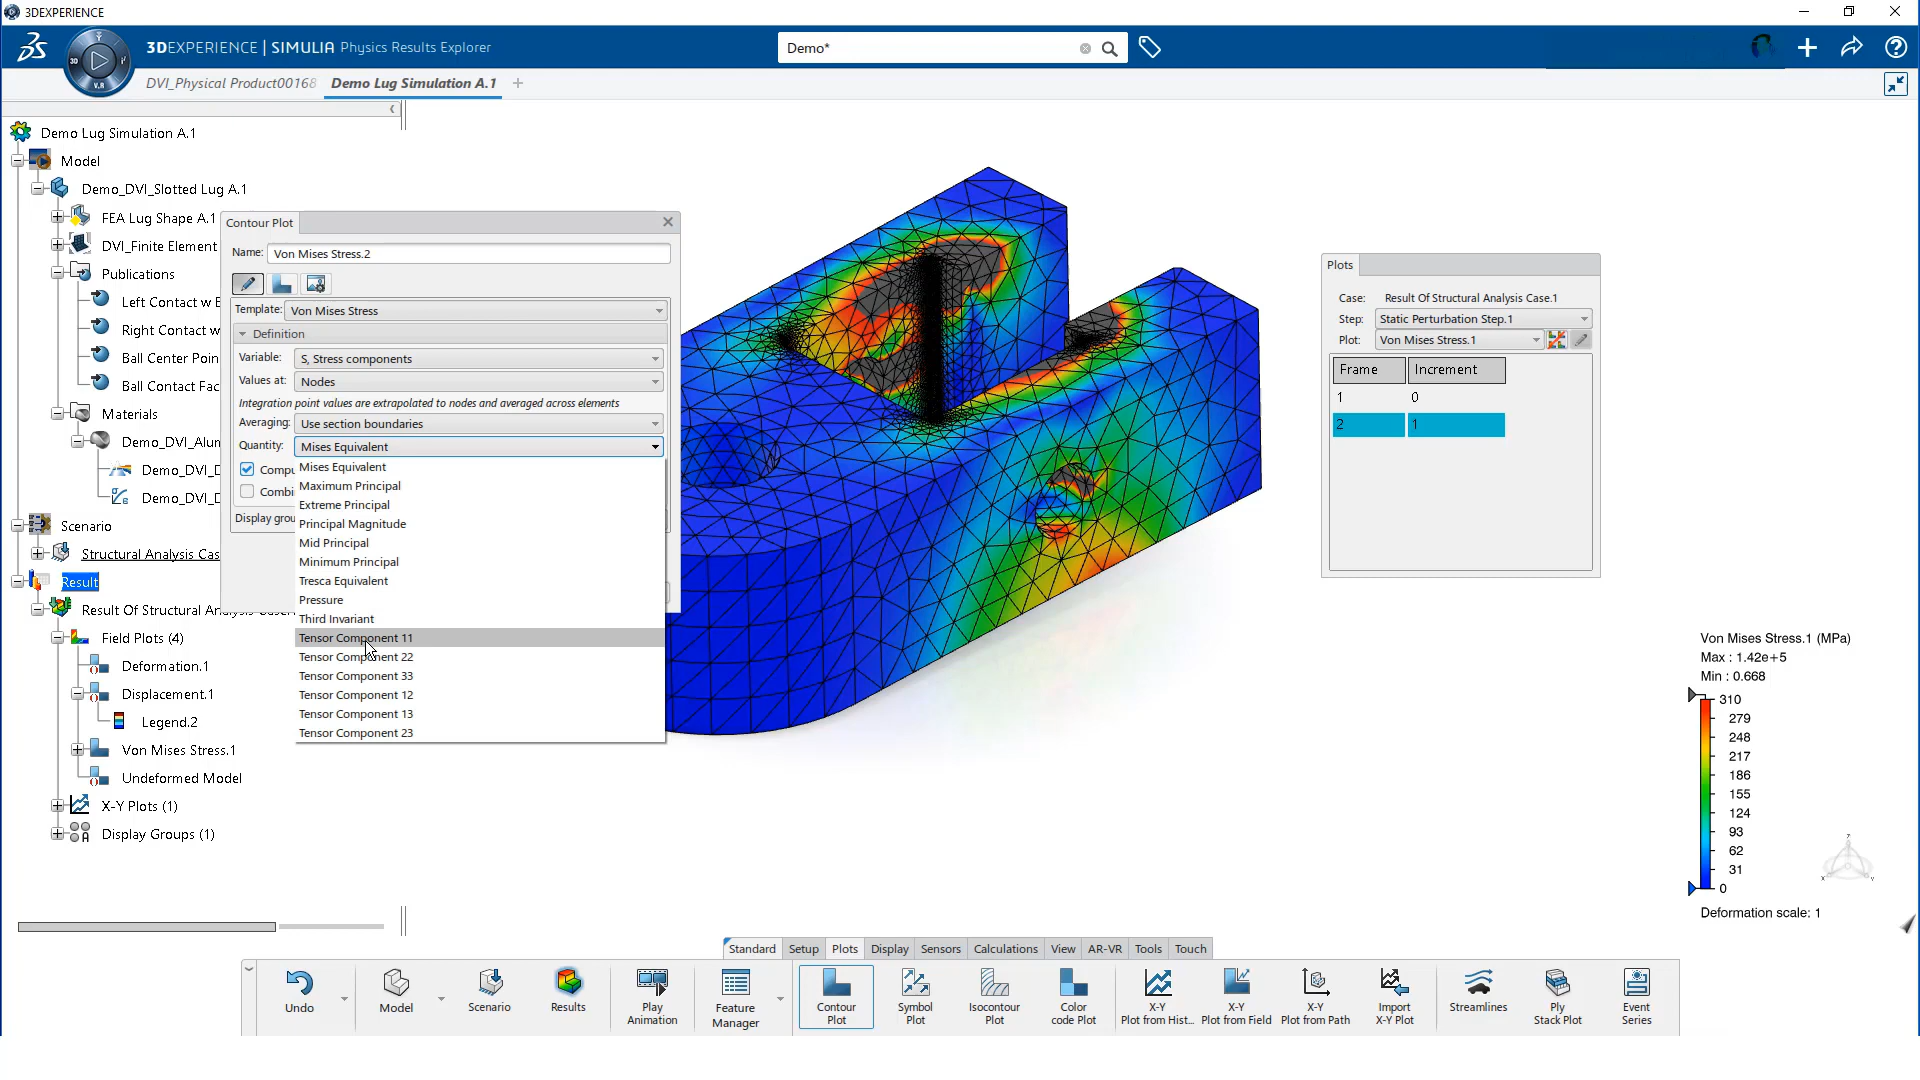 3DEXPERIENCE
3DEXPERIENCE | SIMULIA Physics Results Explorer
Demo*
3D
V.R
DVI_Physical Product00168
Demo Lug Simulation A.1
Demo Lug Simulation A.1
Model
Demo_DVI_Slotted Lug A.1
FEA Lug Shape A.1
DVI_Finite Element
Publications
Left Contact w E
Right Contact w
Ball Center Poin
Ball Contact Fac
Materials
Demo_DVI_Alur
Demo_DVI_D
Demo_DVI_D
Scenario
Structural Analysis Cas
Result
Result Of Structural An
Field Plots (4)
Deformation.1
Displacement.1
Legend.2
Von Mises Stress.1
Undeformed Model
X-Y Plots (1)
Display Groups (1)
Contour Plot
Name: Von Mises Stress.2
Template: Von Mises Stress
Definition
Variable: S, Stress components
Values at: Nodes
Integration point values are extrapolated to nodes and averaged across elements
Averaging: Use section boundaries
Quantity: Mises Equivalent
Compu
Combi
Display grou
Mises Equivalent
Maximum Principal
Extreme Principal
Principal Magnitude
Mid Principal
Minimum Principal
Tresca Equivalent
Pressure
Third Invariant
Tensor Component 11
Tensor Component 22
Tensor Component 33
Tensor Component 12
Tensor Component 13
Tensor Component 23
Plots
Case: Result Of Structural Analysis Case.1
Step: Static Perturbation Step.1
Plot: Von Mises Stress.1
Frame Increment
1 0
2 1
Von Mises Stress.1 (MPa)
Max : 1.42e+5
Min : 0.668
310
279
248
217
186
155
124
93
62
31
0
Deformation scale: 1
Standard Setup Plots Display Sensors Calculations View AR-VR Tools Touch
Undo
Model
Scenario
Results
Play
Animation
Feature
Manager
Contour
Plot
Symbol
Plot
Isocontour
Plot
Color
code Plot
X-Y
Plot from Hist...
X-Y
Plot from Field
X-Y
Plot from Path
Import
X-Y Plot
Streamlines
Ply
Stack Plot
Event
Series